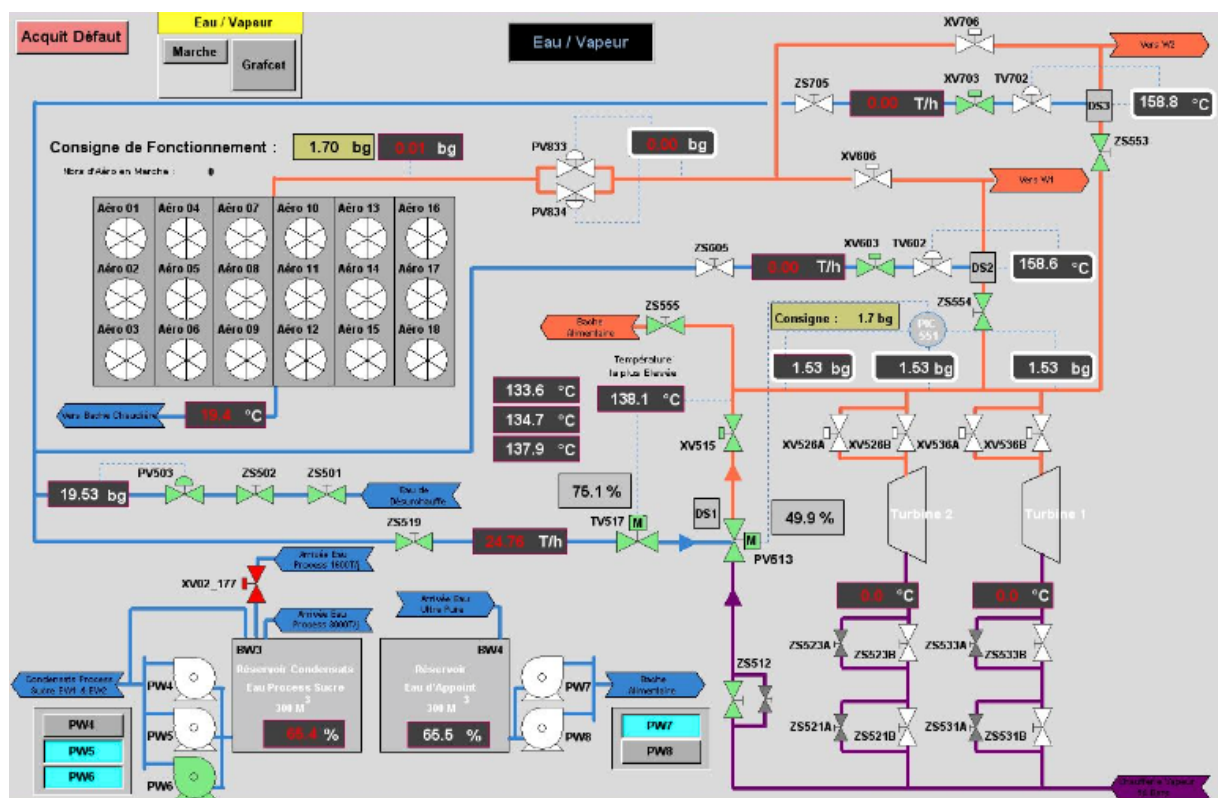 Acquit Défaut
Eau / Vapeur
Marche
Grafcet
Eau / Vapeur
XV706
Vers W2
ZS705
0.00 T/h
XV703
TV702
DS3
158.8 °C
ZS553
Consigne de Fonctionnement :
1.70 bg
0.01 bg
Nbre d'Aéro en Marche : 0
PV833
PV834
0.00 bg
XV606
Vers W1
Aéro 01
Aéro 04
Aéro 07
Aéro 10
Aéro 13
Aéro 16
Aéro 02
Aéro 05
Aéro 08
Aéro 11
Aéro 14
Aéro 17
Aéro 03
Aéro 06
Aéro 09
Aéro 12
Aéro 15
Aéro 18
ZS605
0.00 T/h
XV603
TV602
DS2
158.6 °C
ZS554
ZS555
Bache
Alimentaire
Consigne : 1.7 bg
PIC
551
Température
la plus Elevée
1.53 bg
1.53 bg
1.53 bg
133.6 °C
134.7 °C
137.9 °C
138.1 °C
Vers Bache Chaudière
19.4 °C
XV515
XV526A
XV526B
XV536A
XV536B
19.53 bg
PV503
ZS502
ZS501
Eau de
Désurchauffe
75.1 %
TV517
M
DS1
49.9 %
M
PV513
Turbine 2
Turbine 1
ZS519
24.76 T/h
Arrivée Eau
Process 1600T/j
XV02_177
Arrivée Eau
Process 3000T/j
Arrivée Eau
Ultra Pure
0.0 °C
0.0 °C
ZS523A
ZS523B
ZS533A
ZS533B
BW3
Réservoir Condensats
Eau Process Sucre
300 M3
65.4 %
BW4
Réservoir
Eau d'Appoint
300 M3
65.5 %
ZS512
Condensats Process
Sucre EW1 & EW2
PW4
PW5
PW6
PW4
PW5
PW6
PW7
PW8
Bache
Alimentaire
PW7
PW8
ZS521A
ZS521B
ZS531A
ZS531B
Chaufferie Vapeur